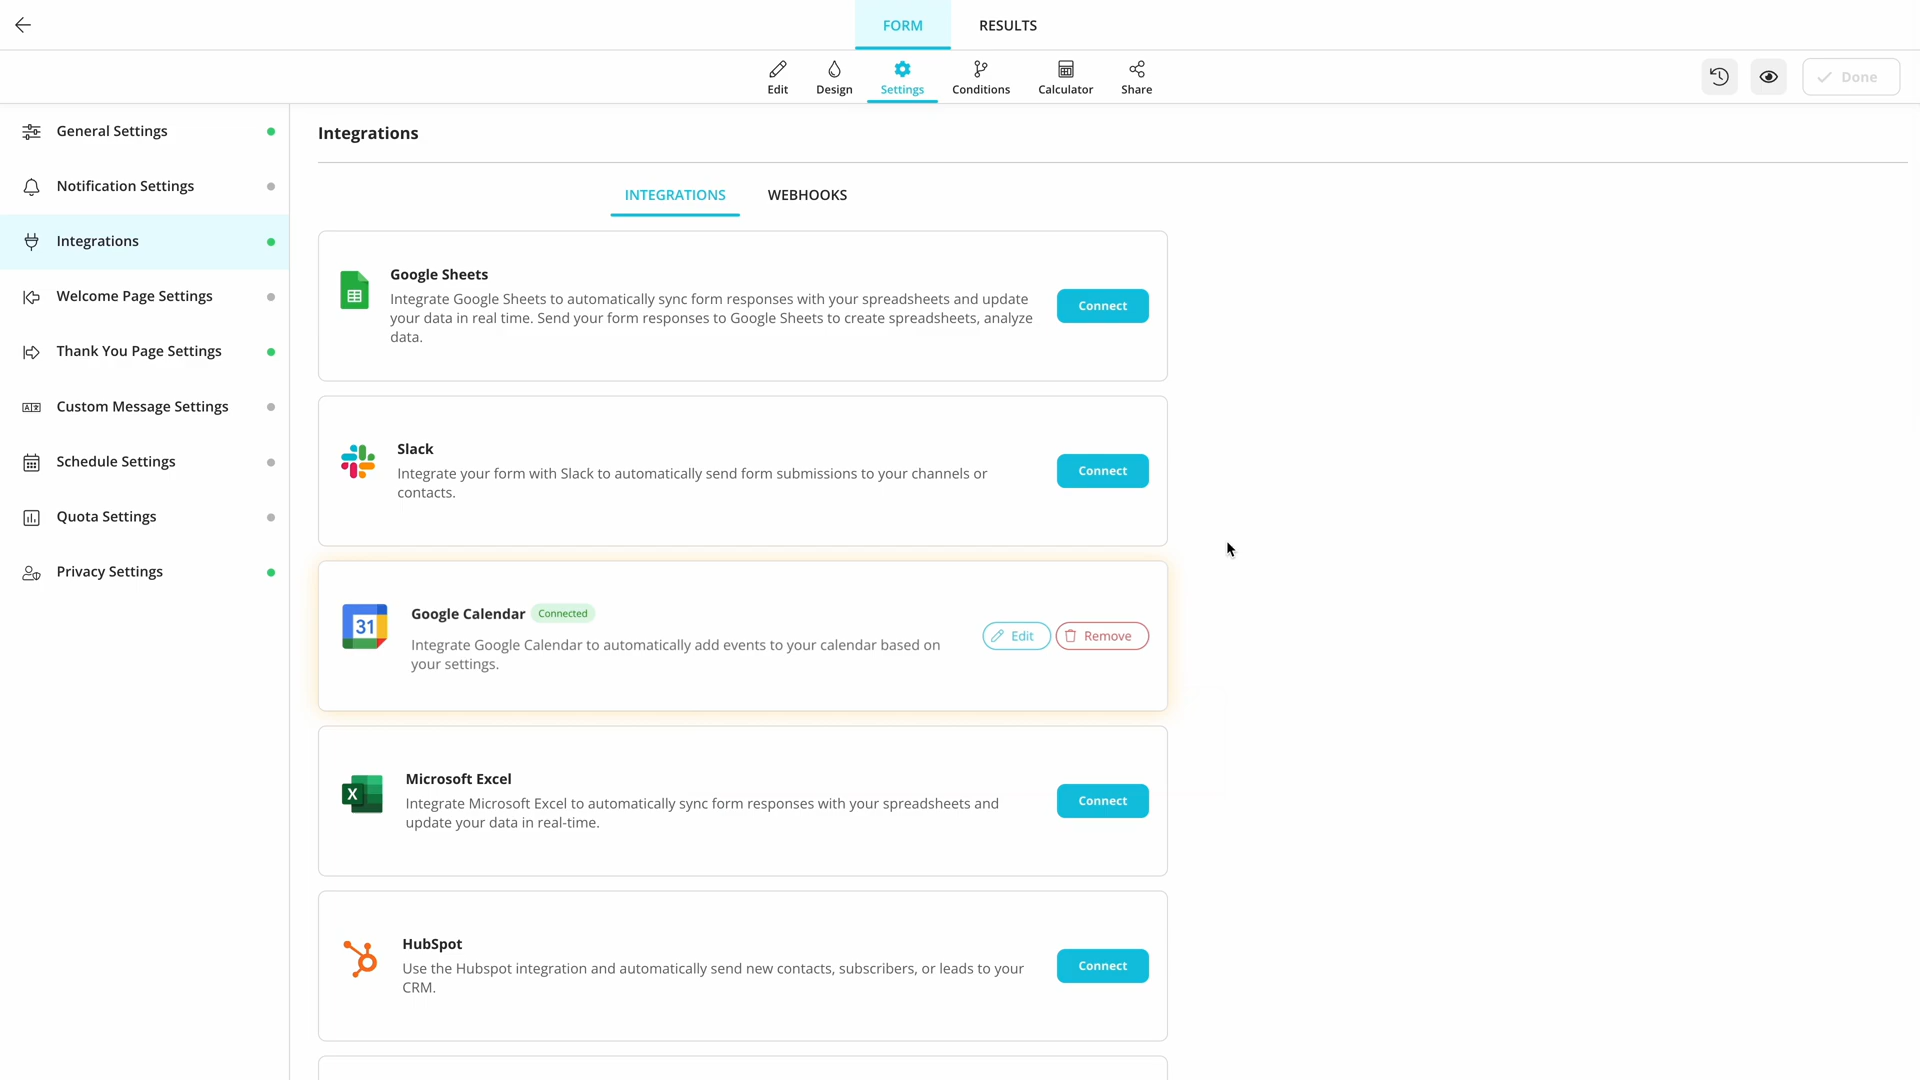 FORM
RESULTS
Edit
Design
Settings
Conditions
Calculator
Share
Done
General Settings
Notification Settings
Integrations
Welcome Page Settings
Thank You Page Settings
Custom Message Settings
Schedule Settings
Quota Settings
Privacy Settings
Integrations
INTEGRATIONS
WEBHOOKS
Google Sheets
Integrate Google Sheets to automatically sync form responses with your spreadsheets and update
your data in real time. Send your form responses to Google Sheets to create spreadsheets, analyze
data.
Connect
Slack
Integrate your form with Slack to automatically send form submissions to your channels or
contacts.
Connect
31
Google Calendar Connected
Integrate Google Calendar to automatically add events to your calendar based on
your settings.
Edit
Remove
X
Microsoft Excel
Integrate Microsoft Excel to automatically sync form responses with your spreadsheets and
update your data in real-time.
Connect
HubSpot
Use the Hubspot integration and automatically send new contacts, subscribers, or leads to your
CRM.
Connect